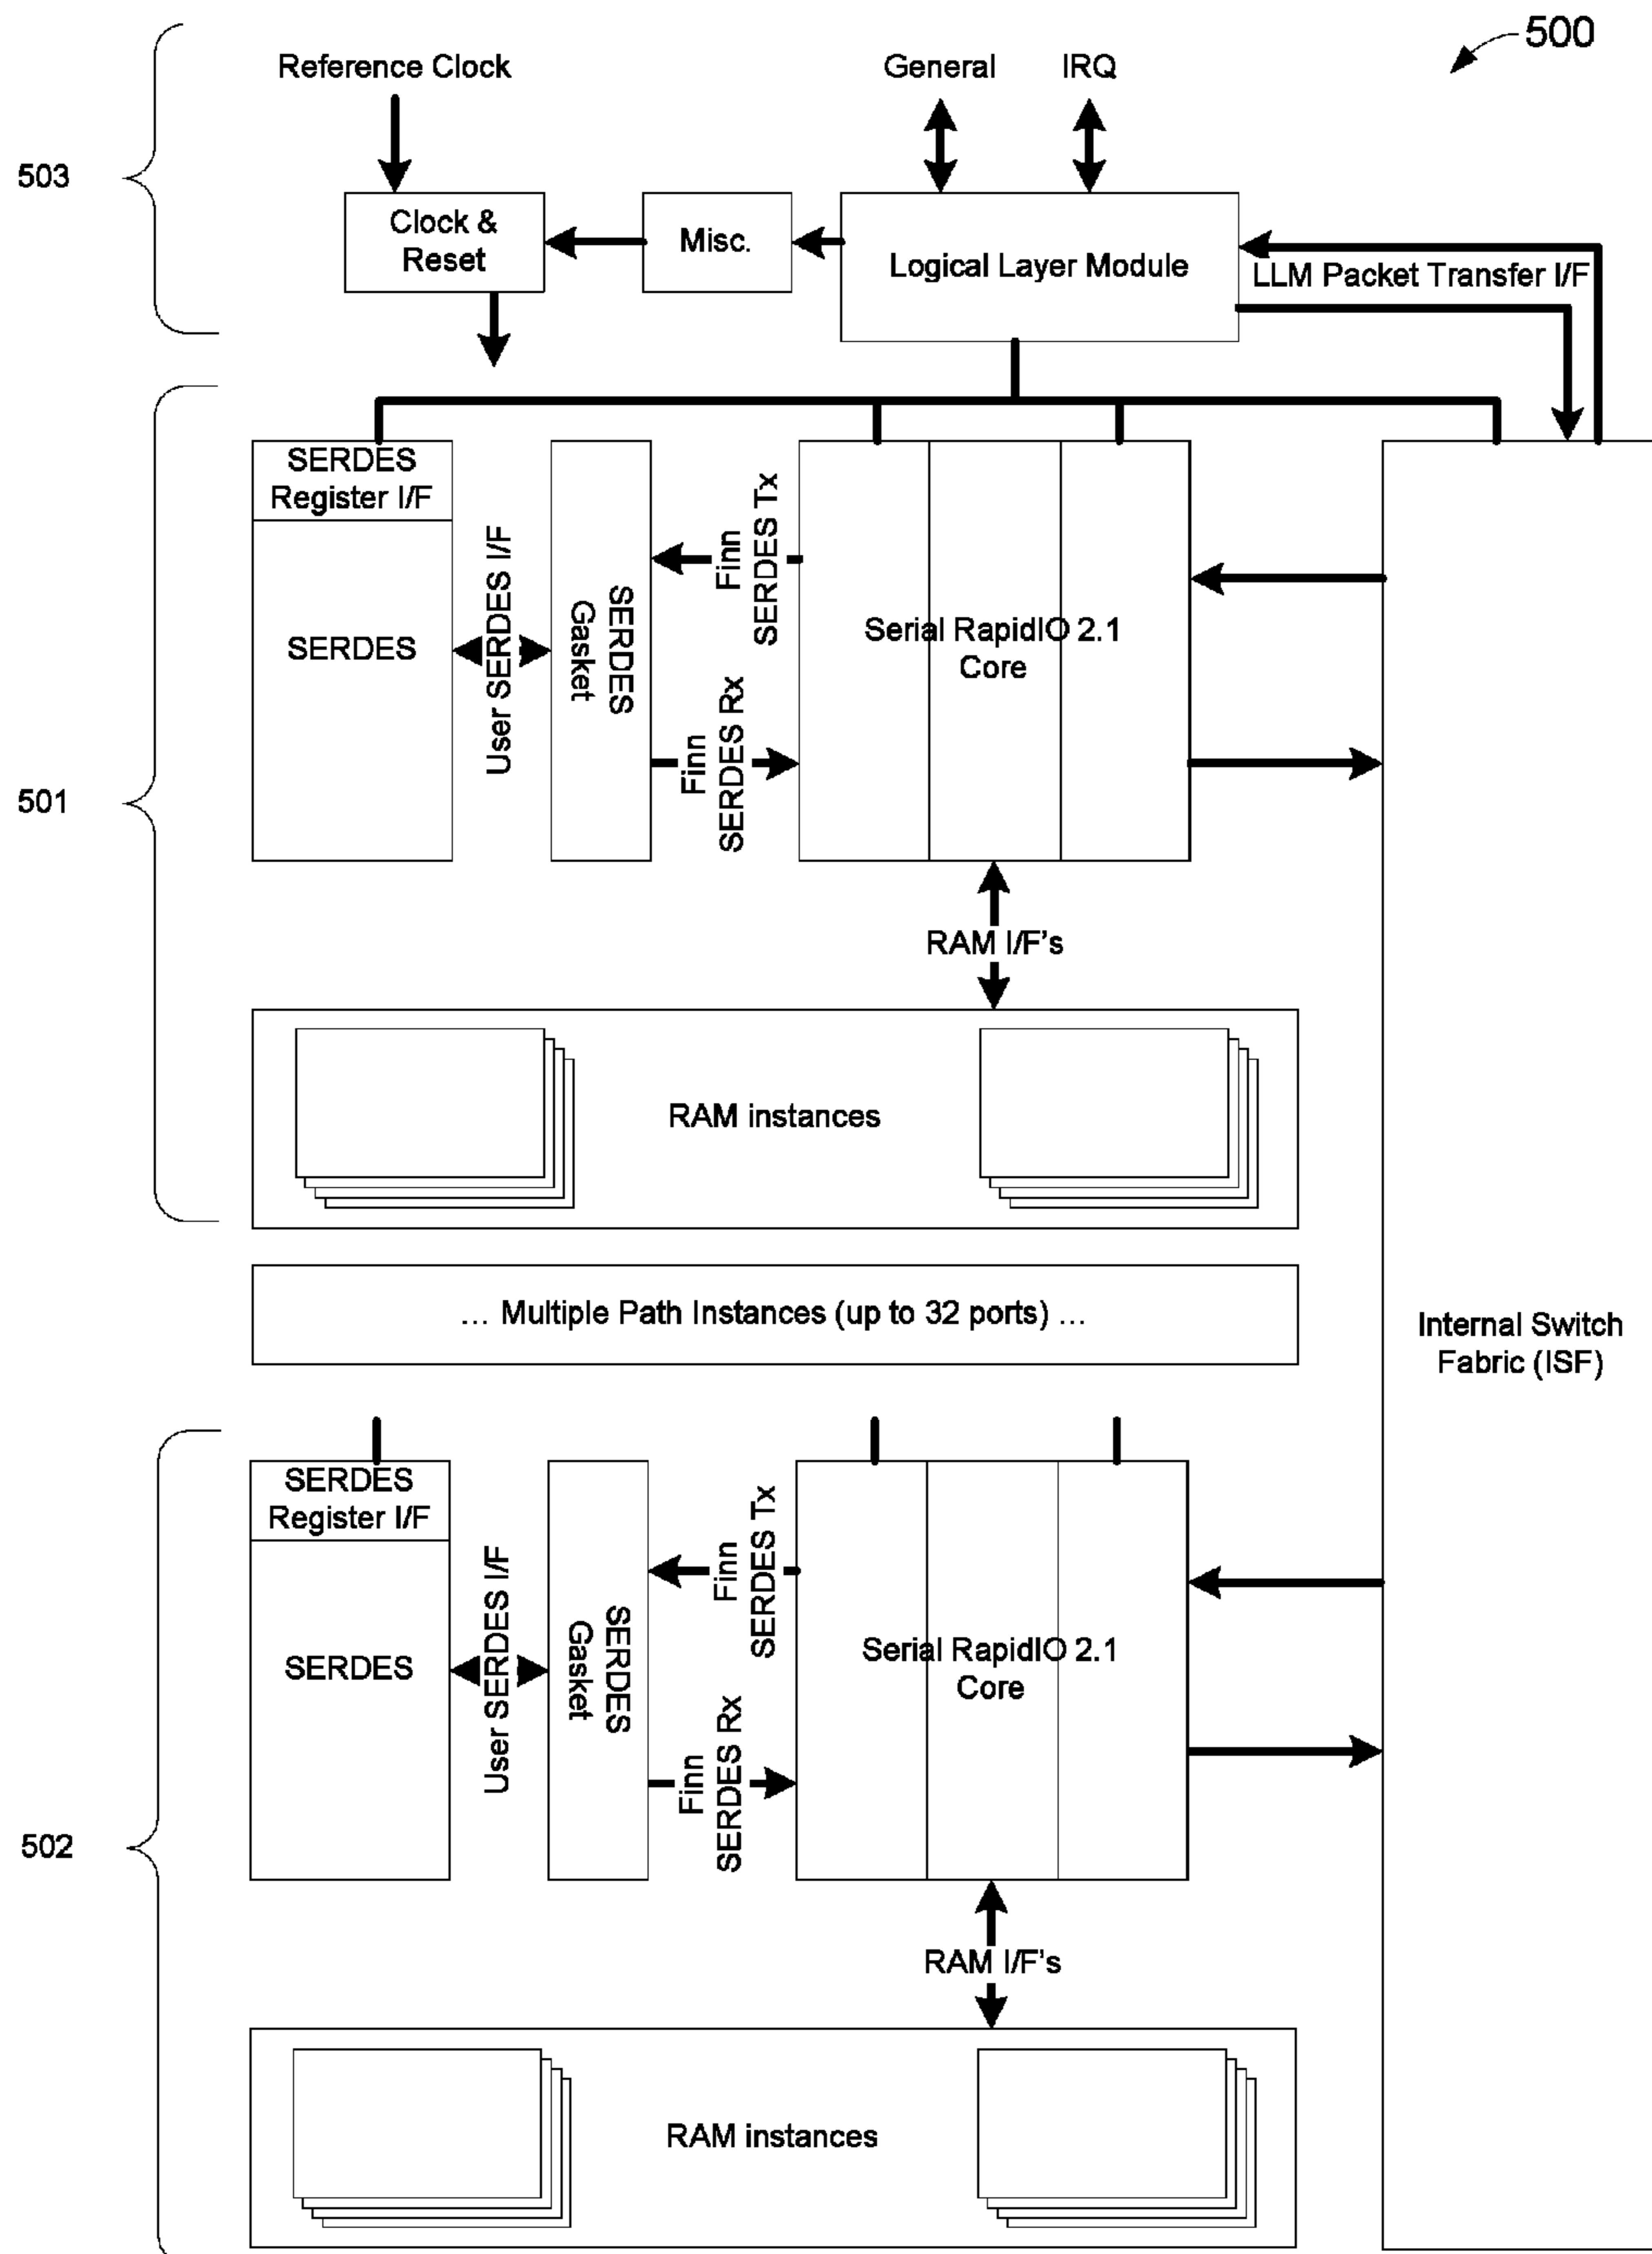 500
Reference Clock
General
IRQ
503
Clock &
Reset
Misc.
Logical Layer Module
LLM Packet Transfer I/F
SERDES
Register I/F
SERDES
User SERDES I/F
SERDES
Gasket
Finn
SERDES Tx
Finn
SERDES Rx
Serial RapidIO 2.1
Core
501
RAM I/F's
RAM instances
... Multiple Path Instances (up to 32 ports) ...
Internal Switch
Fabric (ISF)
SERDES
Register I/F
SERDES
User SERDES I/F
SERDES
Gasket
Finn
SERDES Tx
Finn
SERDES Rx
Serial RapidIO 2.1
Core
502
RAM I/F's
RAM instances